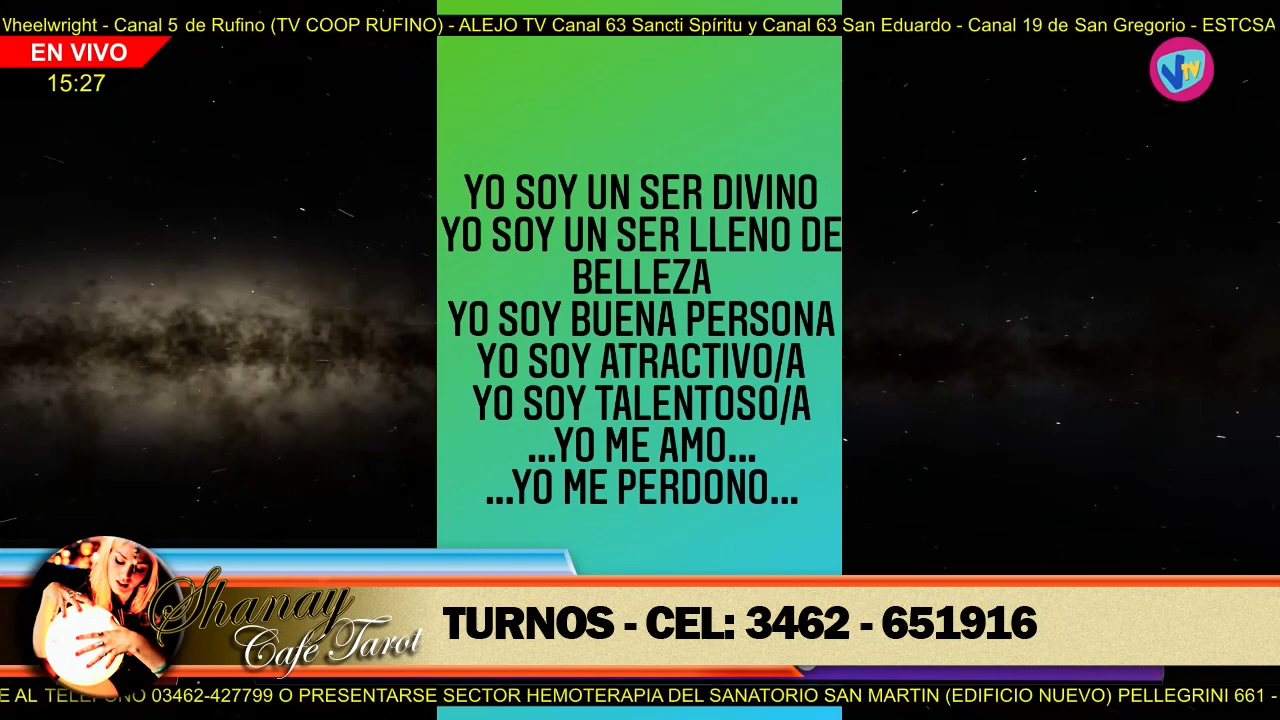 Wheelwright - Canal 5 de Rufino (TV COOP RUFINO) - ALEJO TV Canal 63 Sancti Spíritu y Canal 63 San Eduardo - Canal 19 de San Gregorio - ESTCSA
EN VIVO
15:27
VTV
YO SOY UN SER DIVINO
YO SOY UN SER LLENO DE
BELLEZA
YO SOY BUENA PERSONA
YO SOY ATRACTIVO/A
YO SOY TALENTOSO/A
...YO ME AMO...
...YO ME PERDONO...
Shanay
Cafe Tarot
TURNOS - CEL: 3462 - 651916
E AL TELEFONO 03462-427799 O PRESENTARSE SECTOR HEMOTERAPIA DEL SANATORIO SAN MARTIN (EDIFICIO NUEVO) PELLEGRINI 661 -